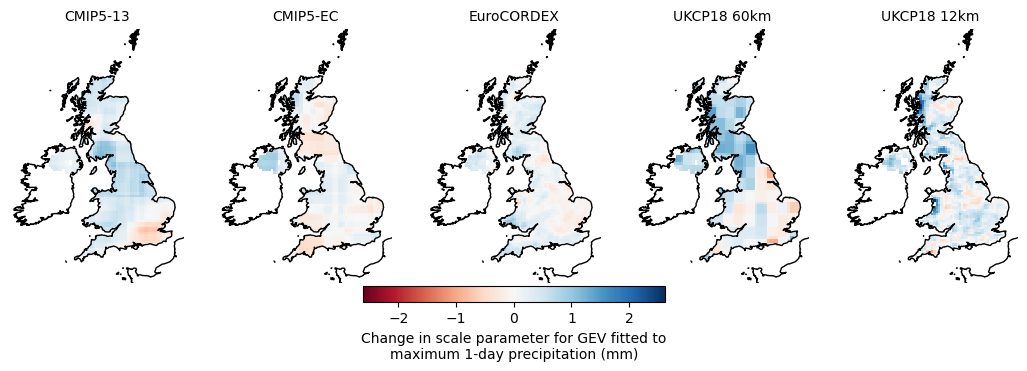 CMIP5-13
CMIP5-EC
EuroCORDEX
UKCP18 60km
UKCP18 12km
−2
−1
0
1
2
Change in scale parameter for GEV fitted to
maximum 1-day precipitation (mm)